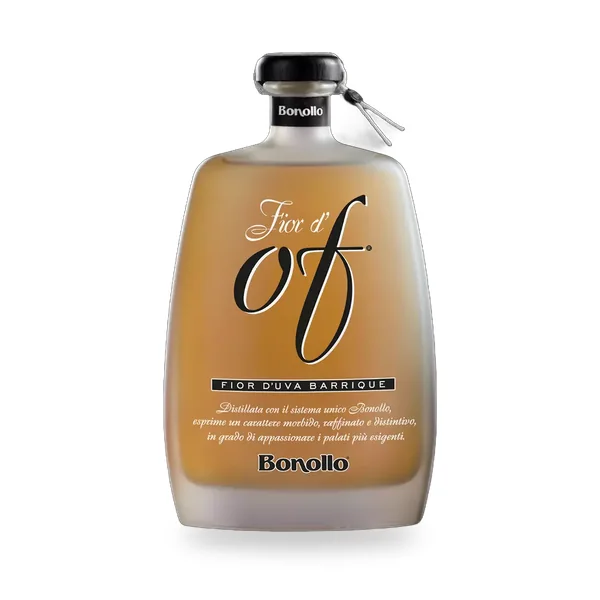 Bonollo
Fior d'
of®
FIOR D'UVA BARRIQUE
Distillata con il sistema unico Bonollo,
esprime un carattere morbido, raffinato e distintivo,
in grado di appassionare i palati più esigenti.
Bonollo®